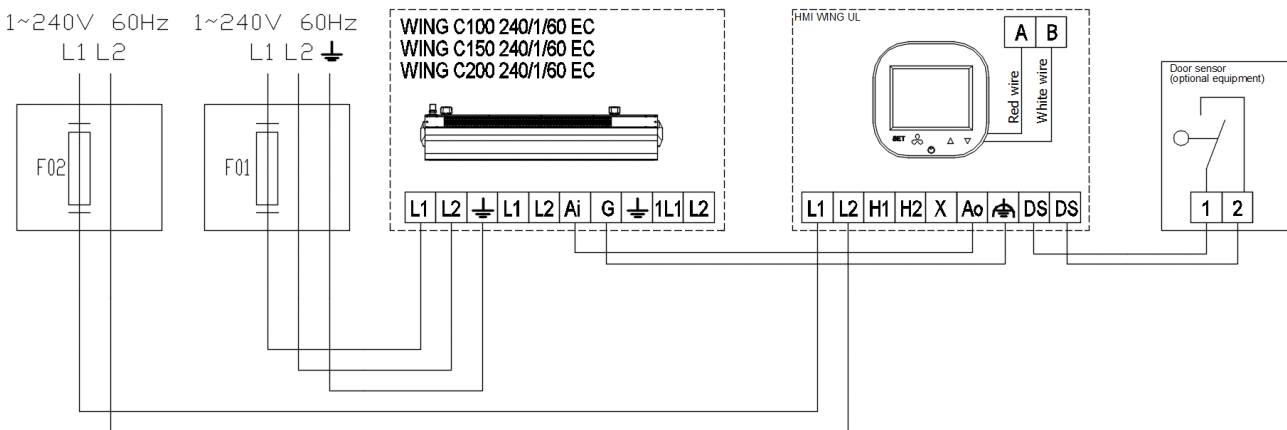 1~240V 60Hz
L1 L2
F02
1~240V 60Hz
L1 L2 ⏚
F01
WING C100 240/1/60 EC
WING C150 240/1/60 EC
WING C200 240/1/60 EC
L1 L2 ⏚ L1 L2 Ai G ⏚ 1L1 L2
HMI WING UL
A B
Red wire
White wire
SET
L1 L2 H1 H2 X Ao ⏚ DS DS
Door sensor
(optional equipment)
1 2